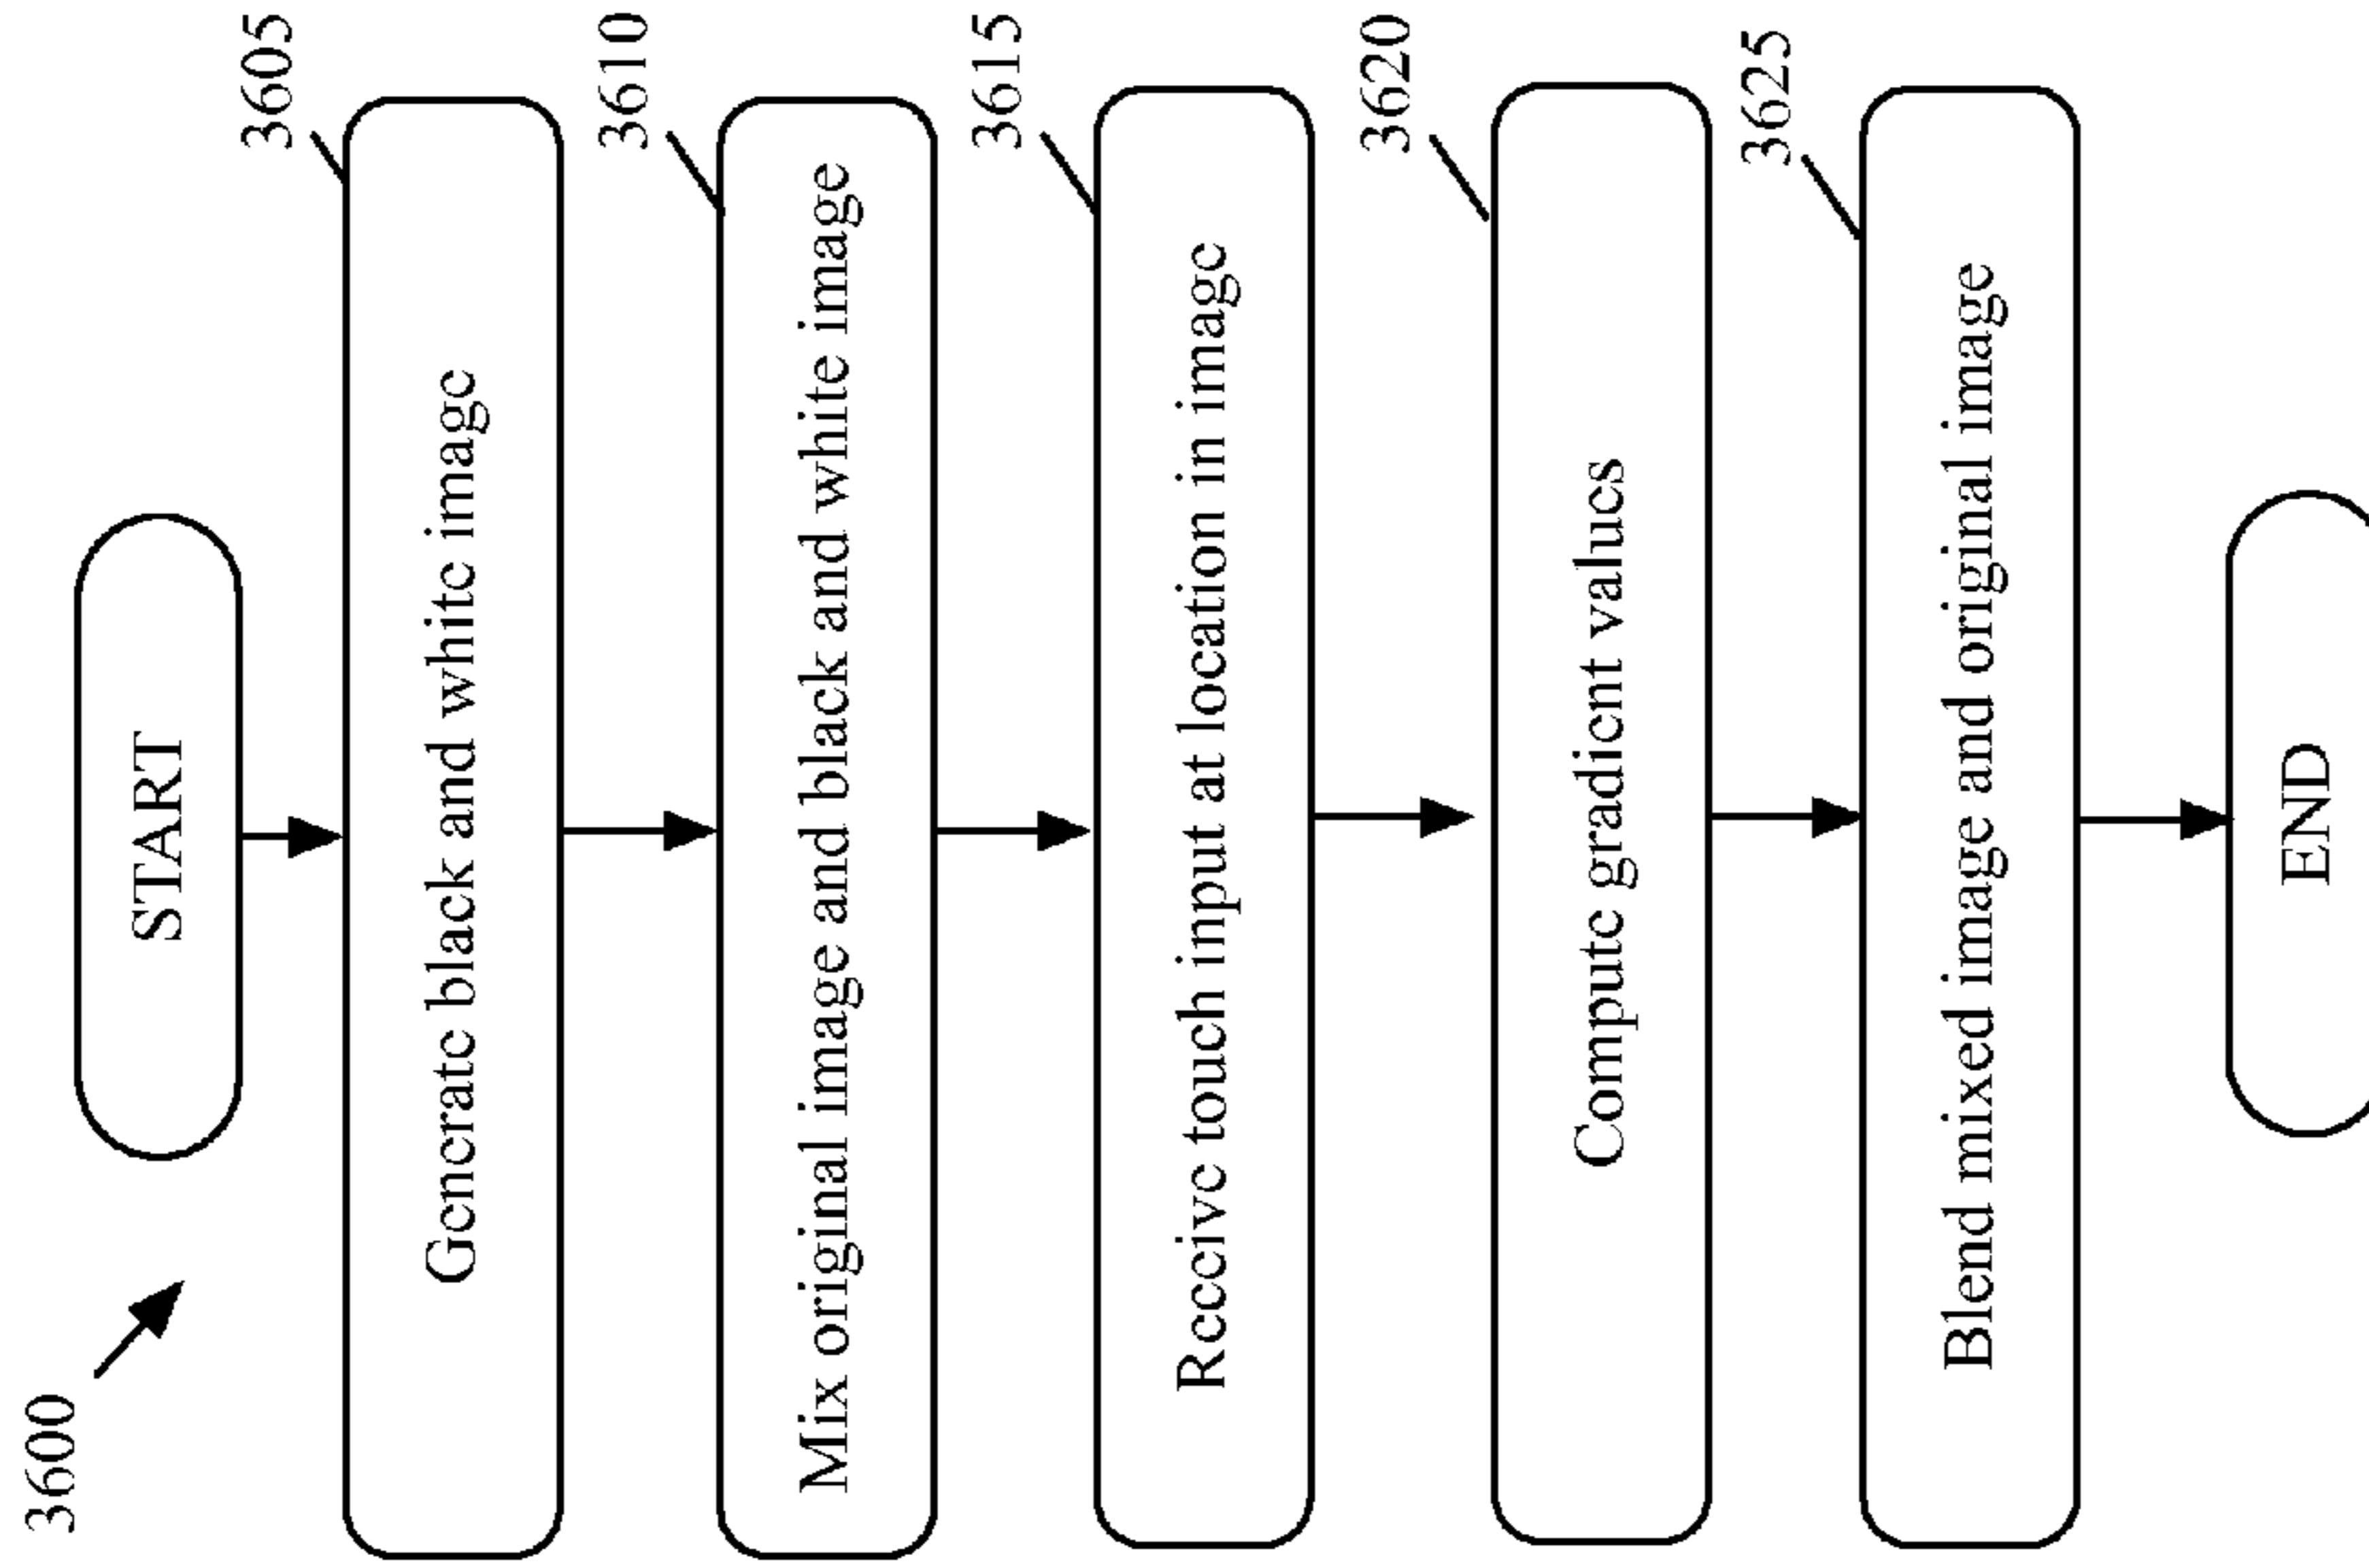 3600
START
3605
Generate black and white image
3610
Mix original image and black and white image
3615
Receive touch input at location in image
3620
Compute gradient values
3625
Blend mixed image and original image
END